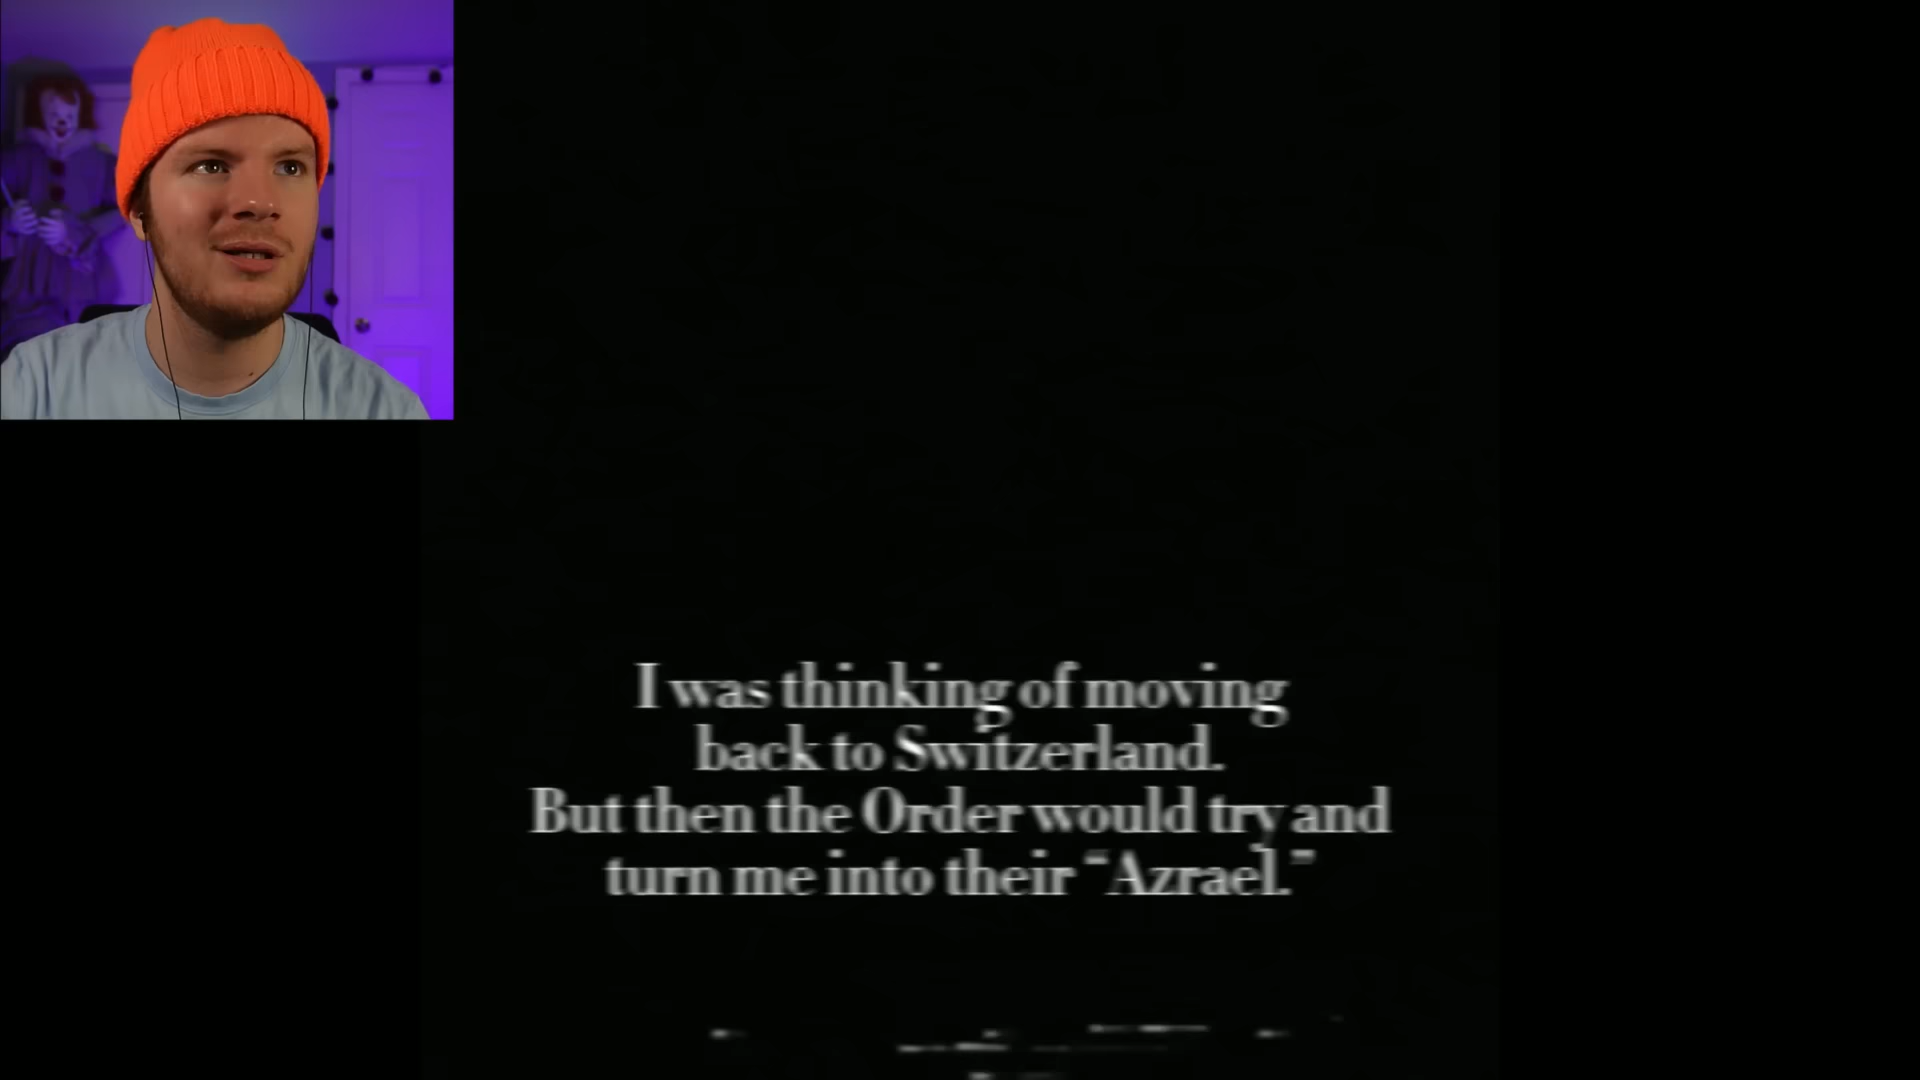 I was thinking of moving
back to Switzerland.
But then the Order would try and
turn me into their “Azrael.”